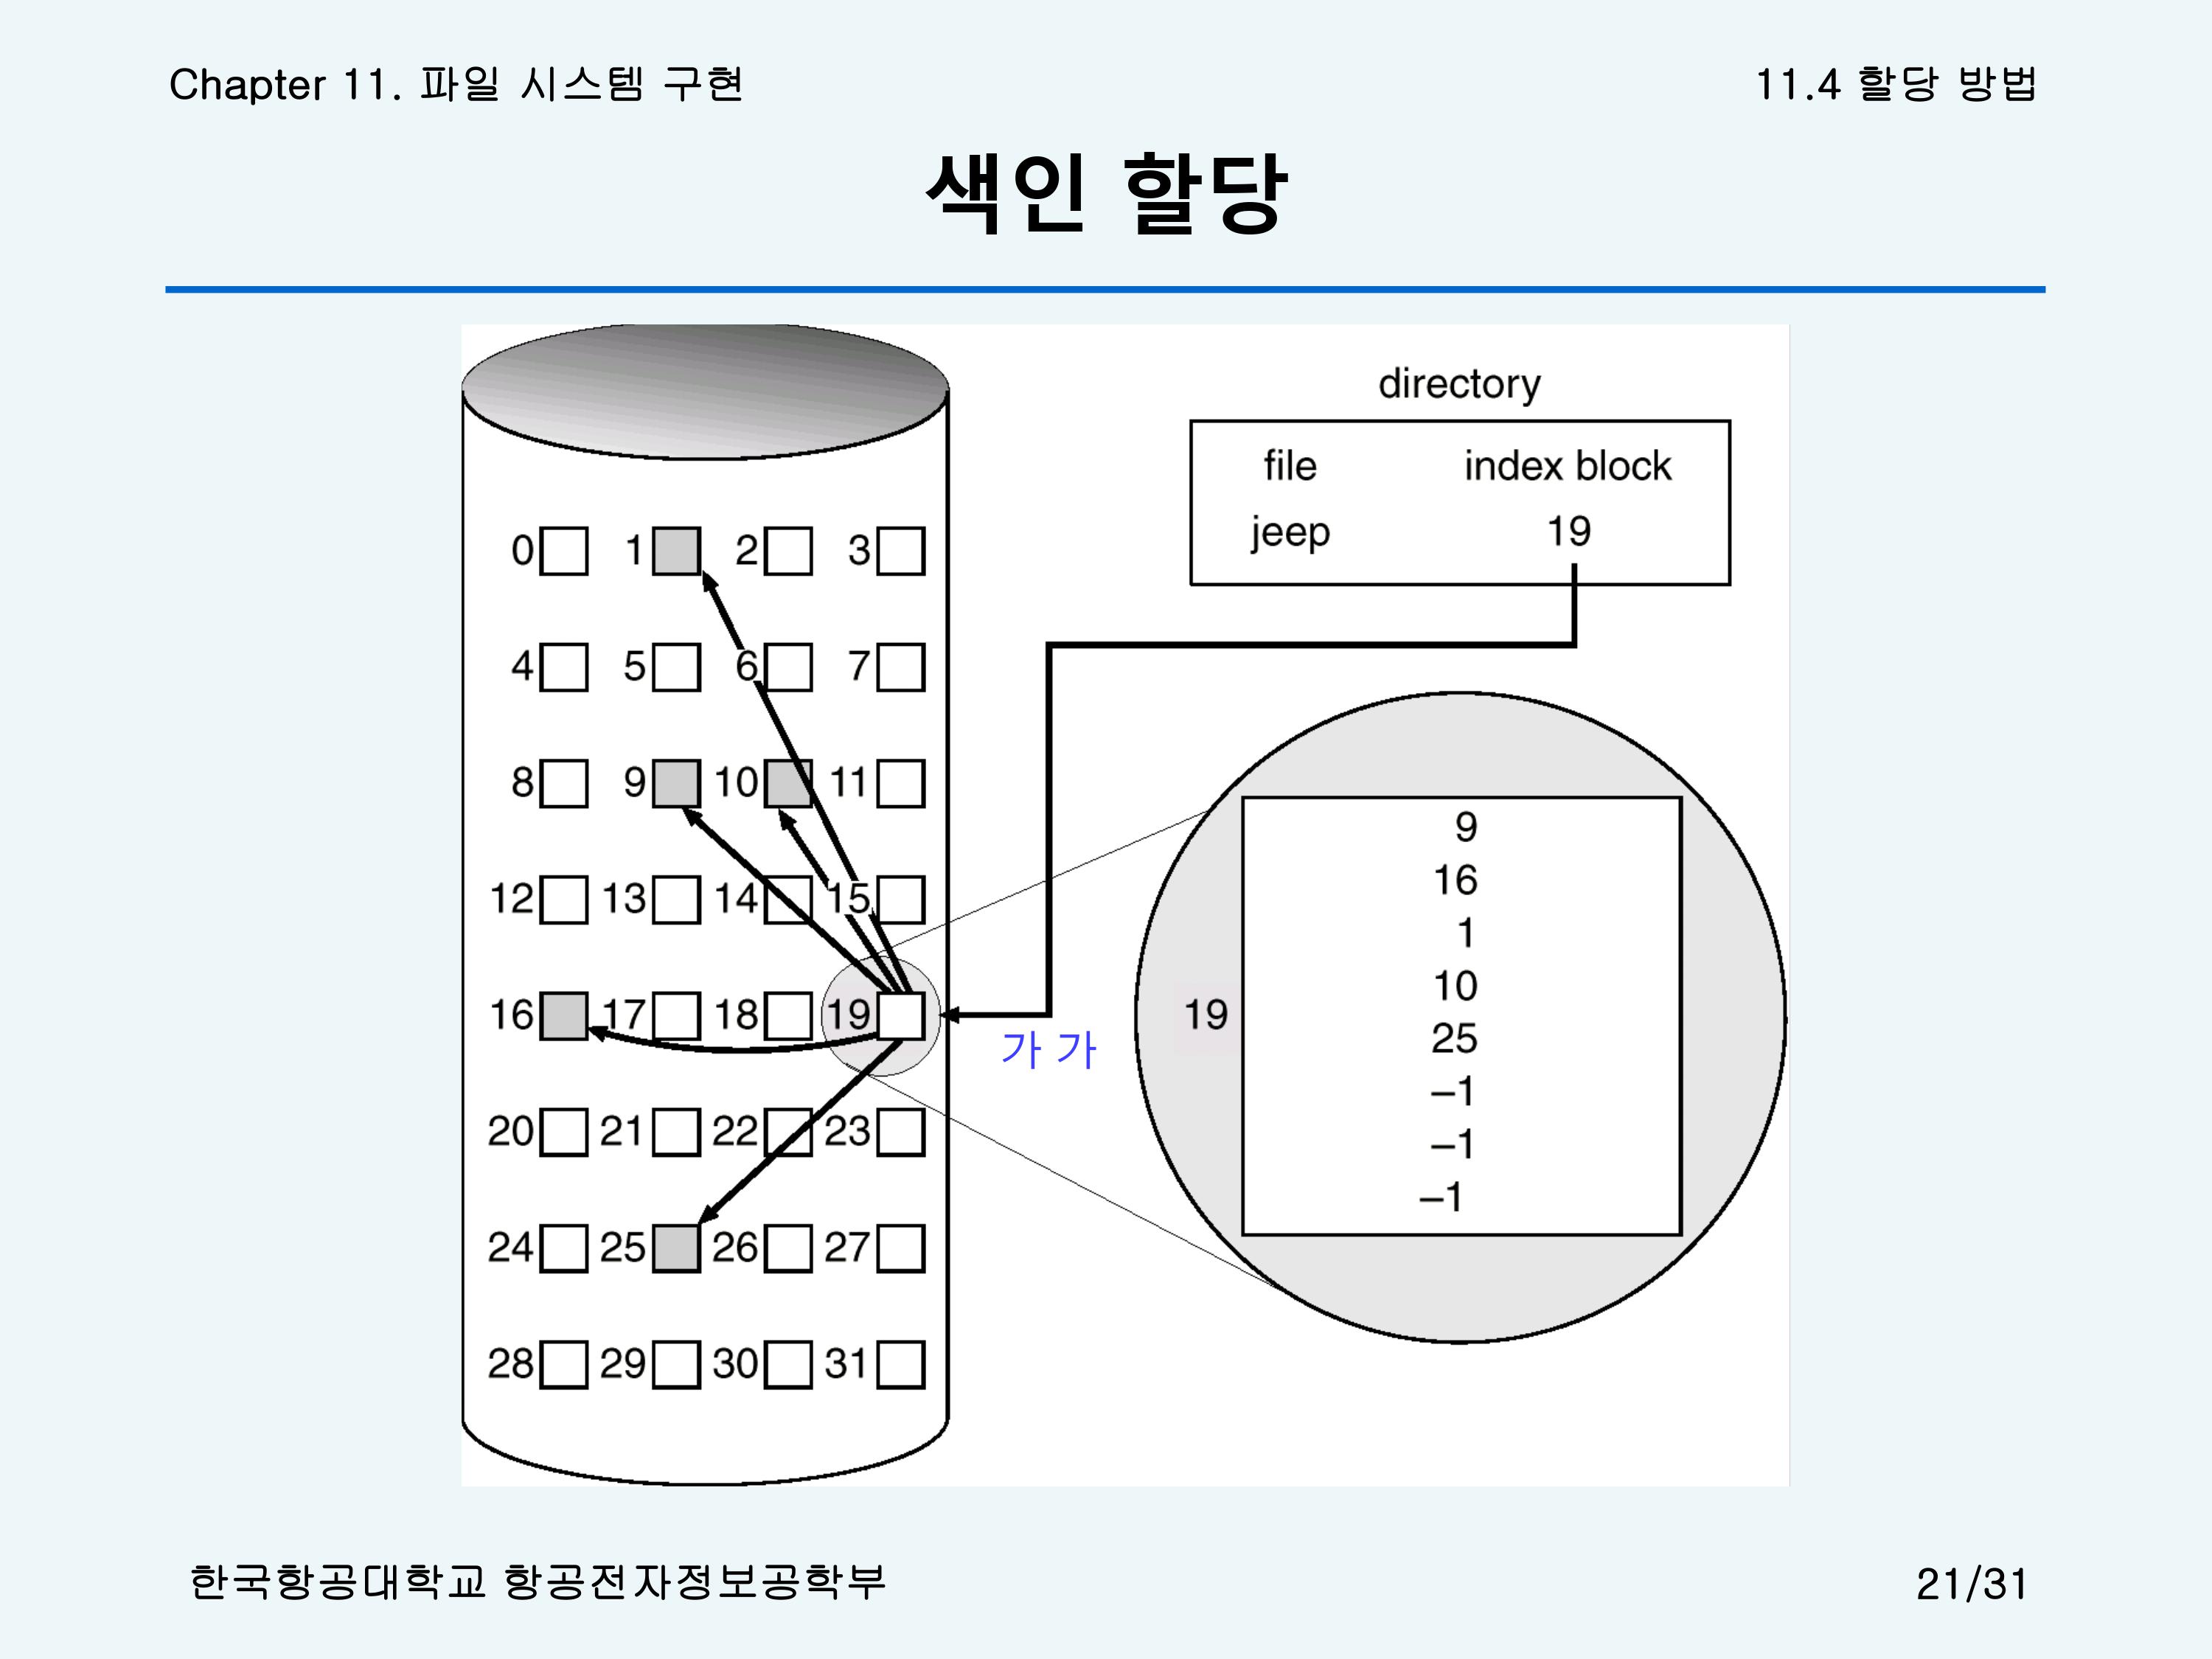 Chapter 11. 파일 시스템 구현
11.4 할당 방법
색인 할당
directory
file index block
jeep 19
0 1 2 3
4 5 6 7
8 9 10 11
12 13 14 15
16 17 18 19
20 21 22 23
24 25 26 27
28 29 30 31
가 가
19
9
16
1
10
25
–1
–1
–1
한국항공대학교 항공전자정보공학부
21/31